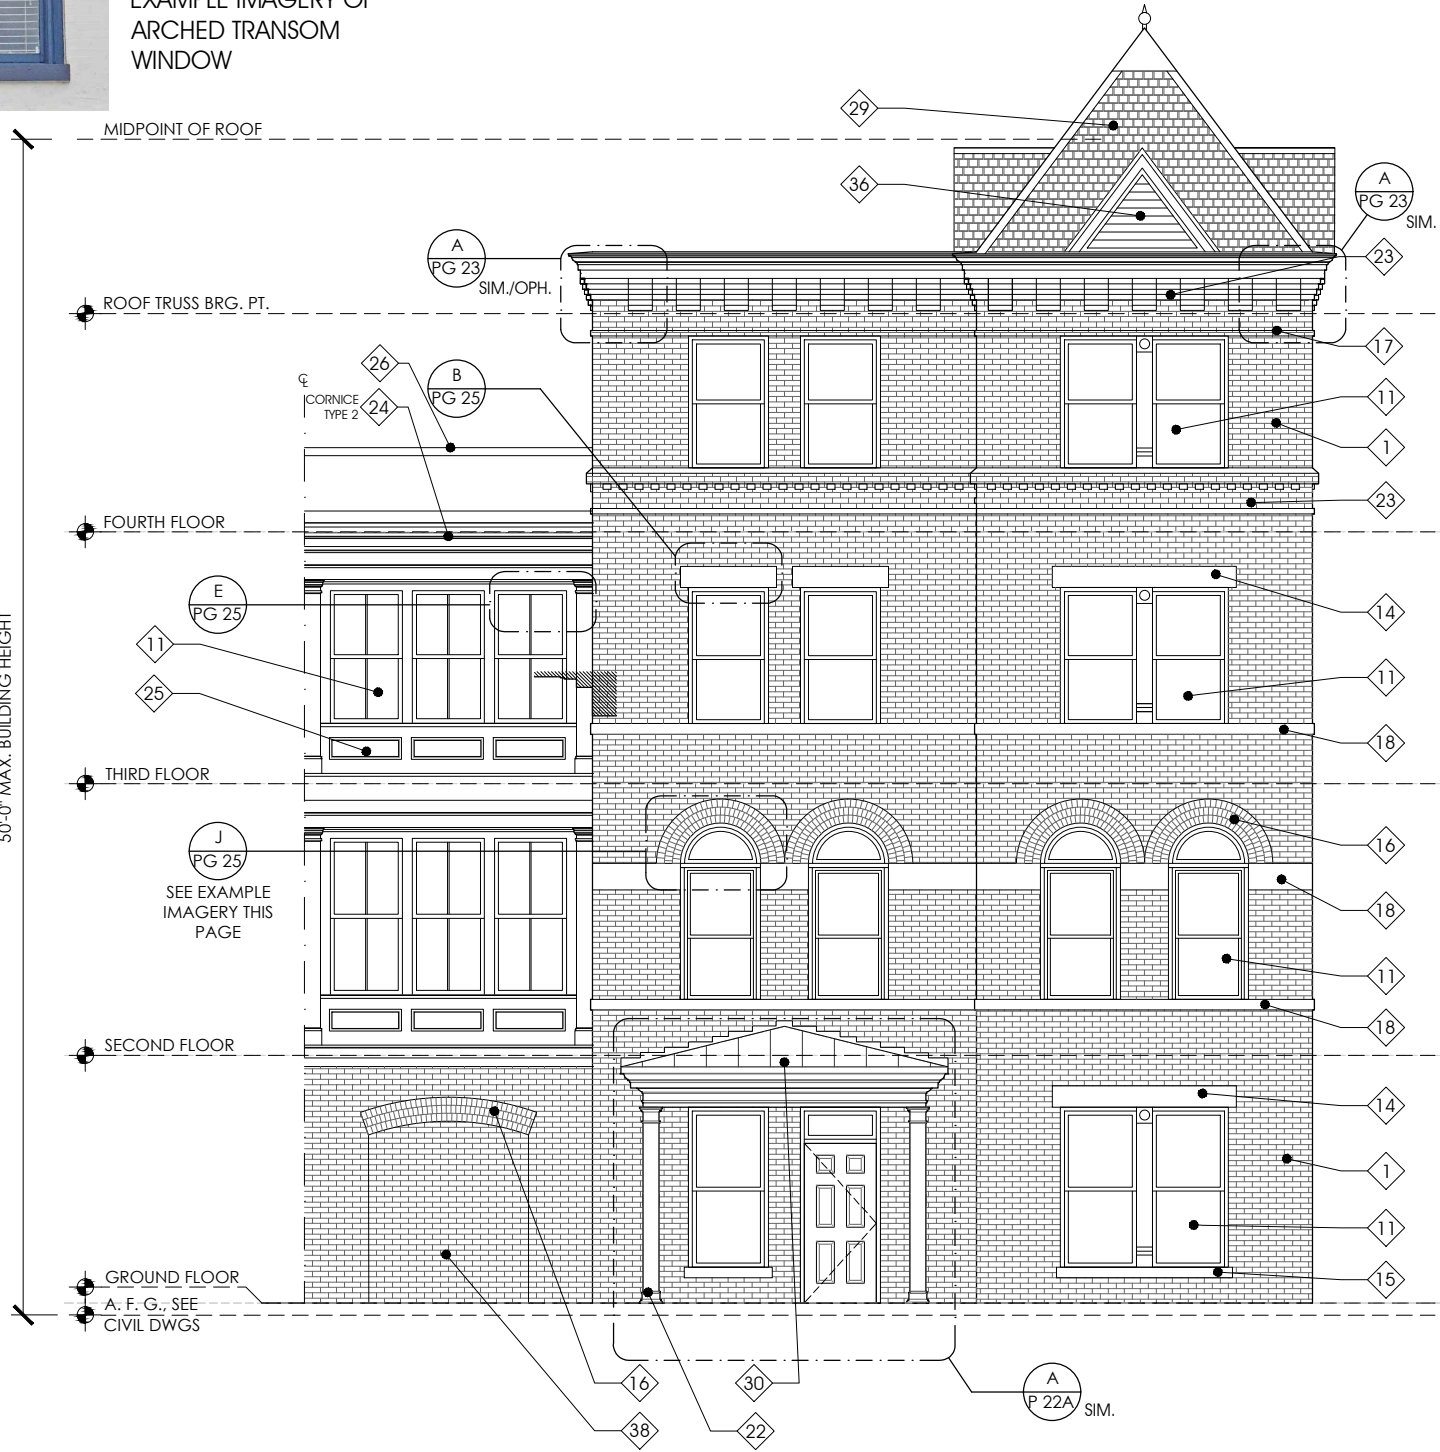 EXAMPLE IMAGERY OF
ARCHED TRANSOM
WINDOW
MIDPOINT OF ROOF
29
36
A
PG 23
SIM.
A
PG 23
SIM./OPH.
23
ROOF TRUSS BRG. PT.
17
26
B
PG 25
℄
CORNICE
TYPE 2
24
11
1
23
FOURTH FLOOR
E
PG 25
14
11
11
25
18
THIRD FLOOR
J
PG 25
SEE EXAMPLE
IMAGERY THIS
PAGE
16
18
11
18
SECOND FLOOR
14
1
11
GROUND FLOOR
15
A. F. G., SEE
CIVIL DWGS
16
30
A
P 22A
SIM.
38
22
50'-0" MAX. BUILDING HEIGHT